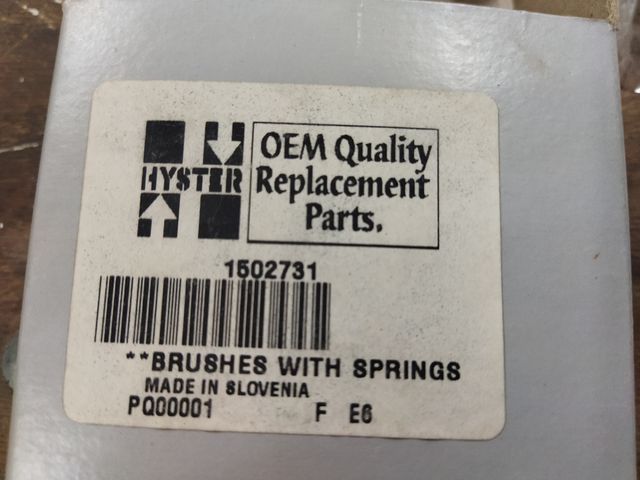 HYSTER
OEM Quality
Replacement
Parts.
1502731
**BRUSHES WITH SPRINGS
MADE IN SLOVENIA
PQ00001 F E6